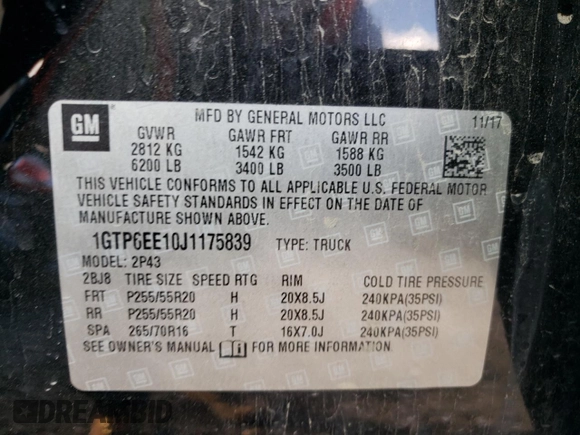 GM
MFD BY GENERAL MOTORS LLC
11/17
GVWR GAWR FRT GAWR RR
2812 KG 1542 KG 1588 KG
6200 LB 3400 LB 3500 LB
THIS VEHICLE CONFORMS TO ALL APPLICABLE U.S. FEDERAL MOTOR
VEHICLE SAFETY STANDARDS IN EFFECT ON THE DATE OF
MANUFACTURE SHOWN ABOVE.
1GTP6EE10J1175839 TYPE: TRUCK
MODEL: 2P43
2BJ8 TIRE SIZE SPEED RTG RIM COLD TIRE PRESSURE
FRT P255/55R20 H 20X8.5J 240KPA(35PSI)
RR P255/55R20 H 20X8.5J 240KPA(35PSI)
SPA 265/70R16 T 16X7.0J 240KPA(35PSI)
SEE OWNER'S MANUAL FOR MORE INFORMATION.
DREAMBID